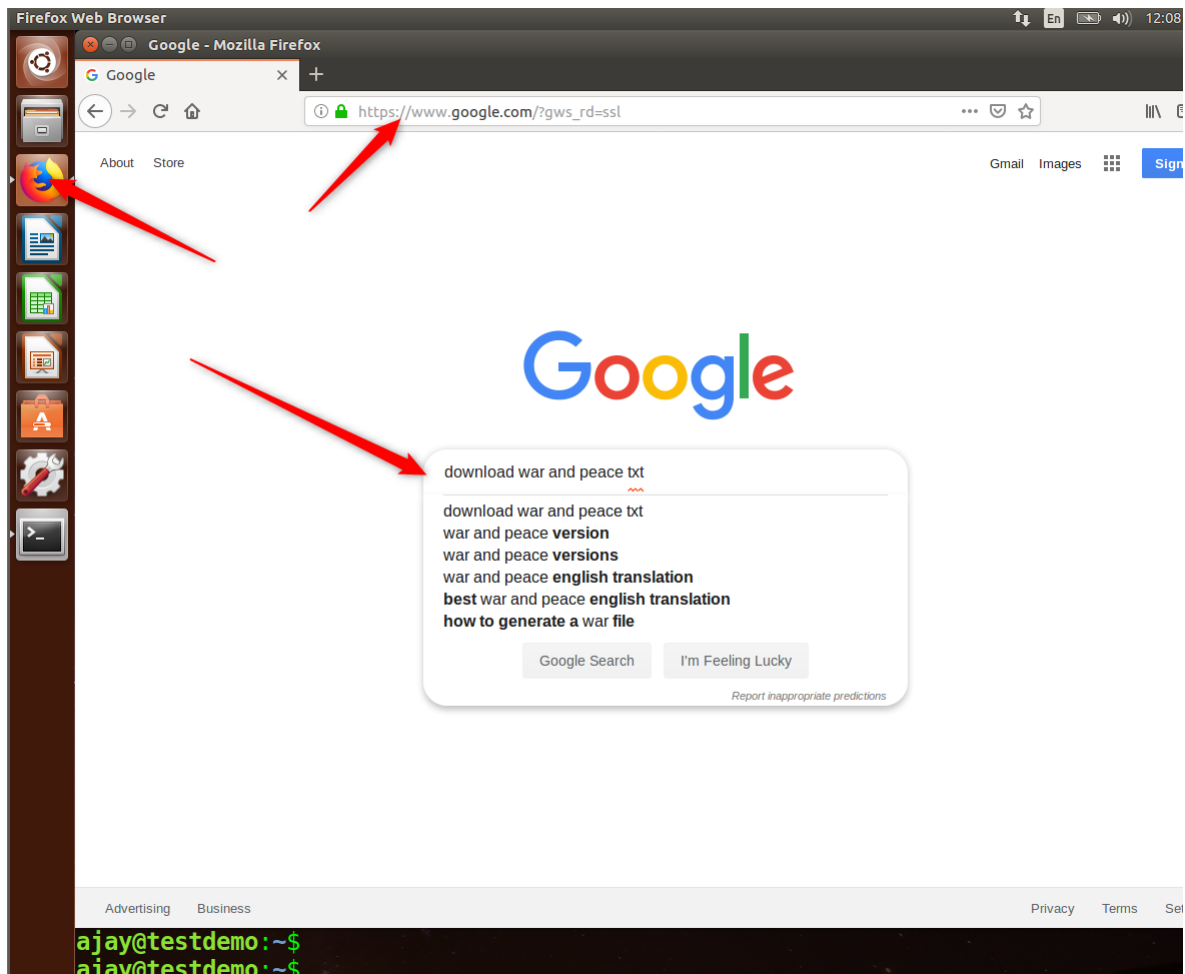 Firefox Web Browser En 12:08
Google - Mozilla Firefox
Google
https://www.google.com/?gws_rd=ssl
About Store Gmail Images
Google
download war and peace txt
download war and peace txt
war and peace version
war and peace versions
war and peace english translation
best war and peace english translation
how to generate a war file
Google Search I'm Feeling Lucky
Report inappropriate predictions
Advertising Business Privacy Terms
ajay@testdemo:~$
ajay@testdemo:~$